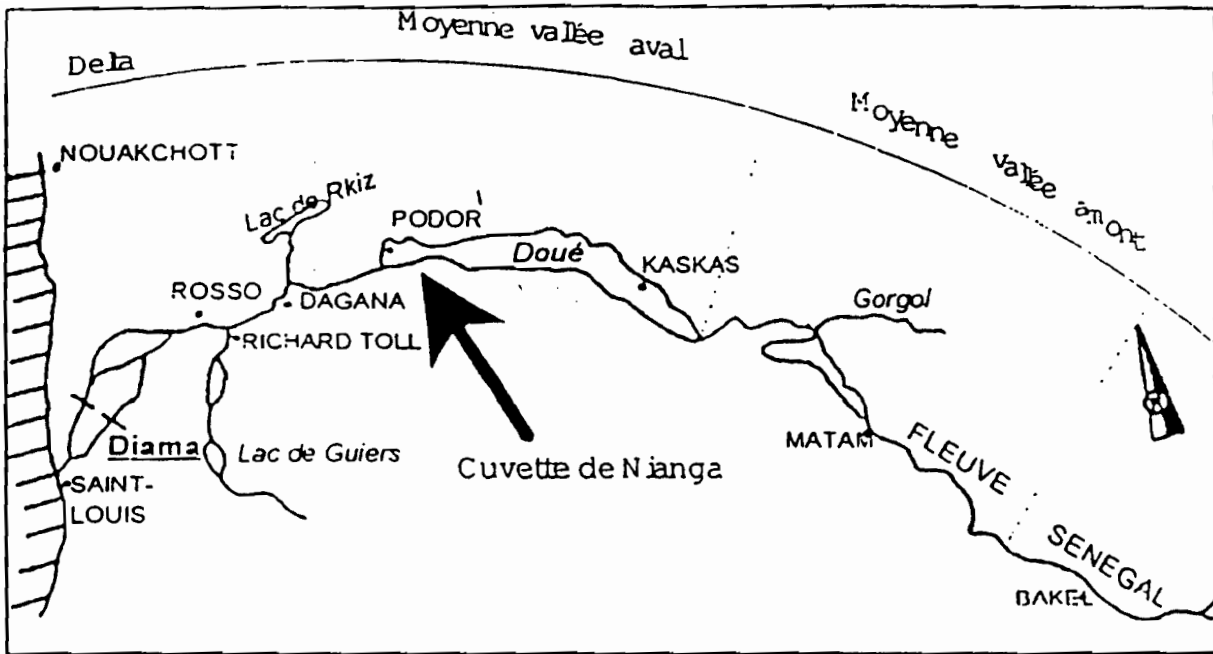 Moyenne vallée aval
Delta
Moyenne vallée amont
NOUAKCHOTT
Lac de Rkiz
PODOR
Doué
KASKAS
ROSSO
DAGANA
Gorgol
RICHARD TOLL
Diama
Lac de Guiers
MATAM
FLEUVE SENEGAL
Cuvette de Nianga
SAINT-
LOUIS
BAKEL